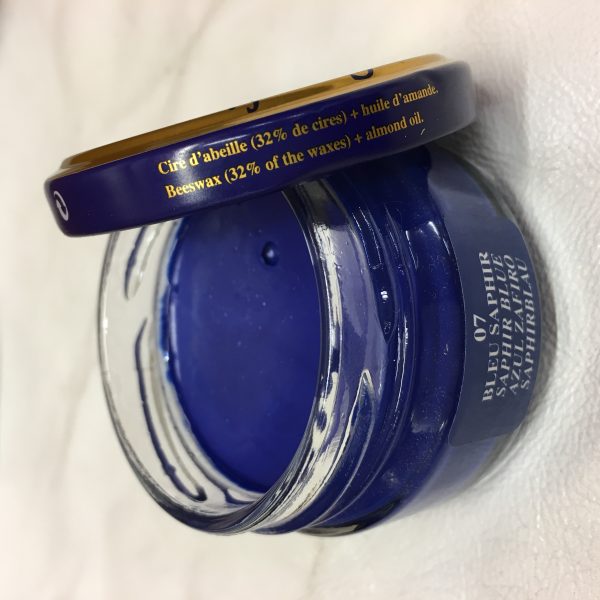 Cire d'abeille (32% de cires) + huile d'amande.
Beeswax (32% of the waxes) + almond oil.
07
BLEU SAPHIR
SAPHIR BLUE
AZUL ZAFIRO
SAPHIRBLAU